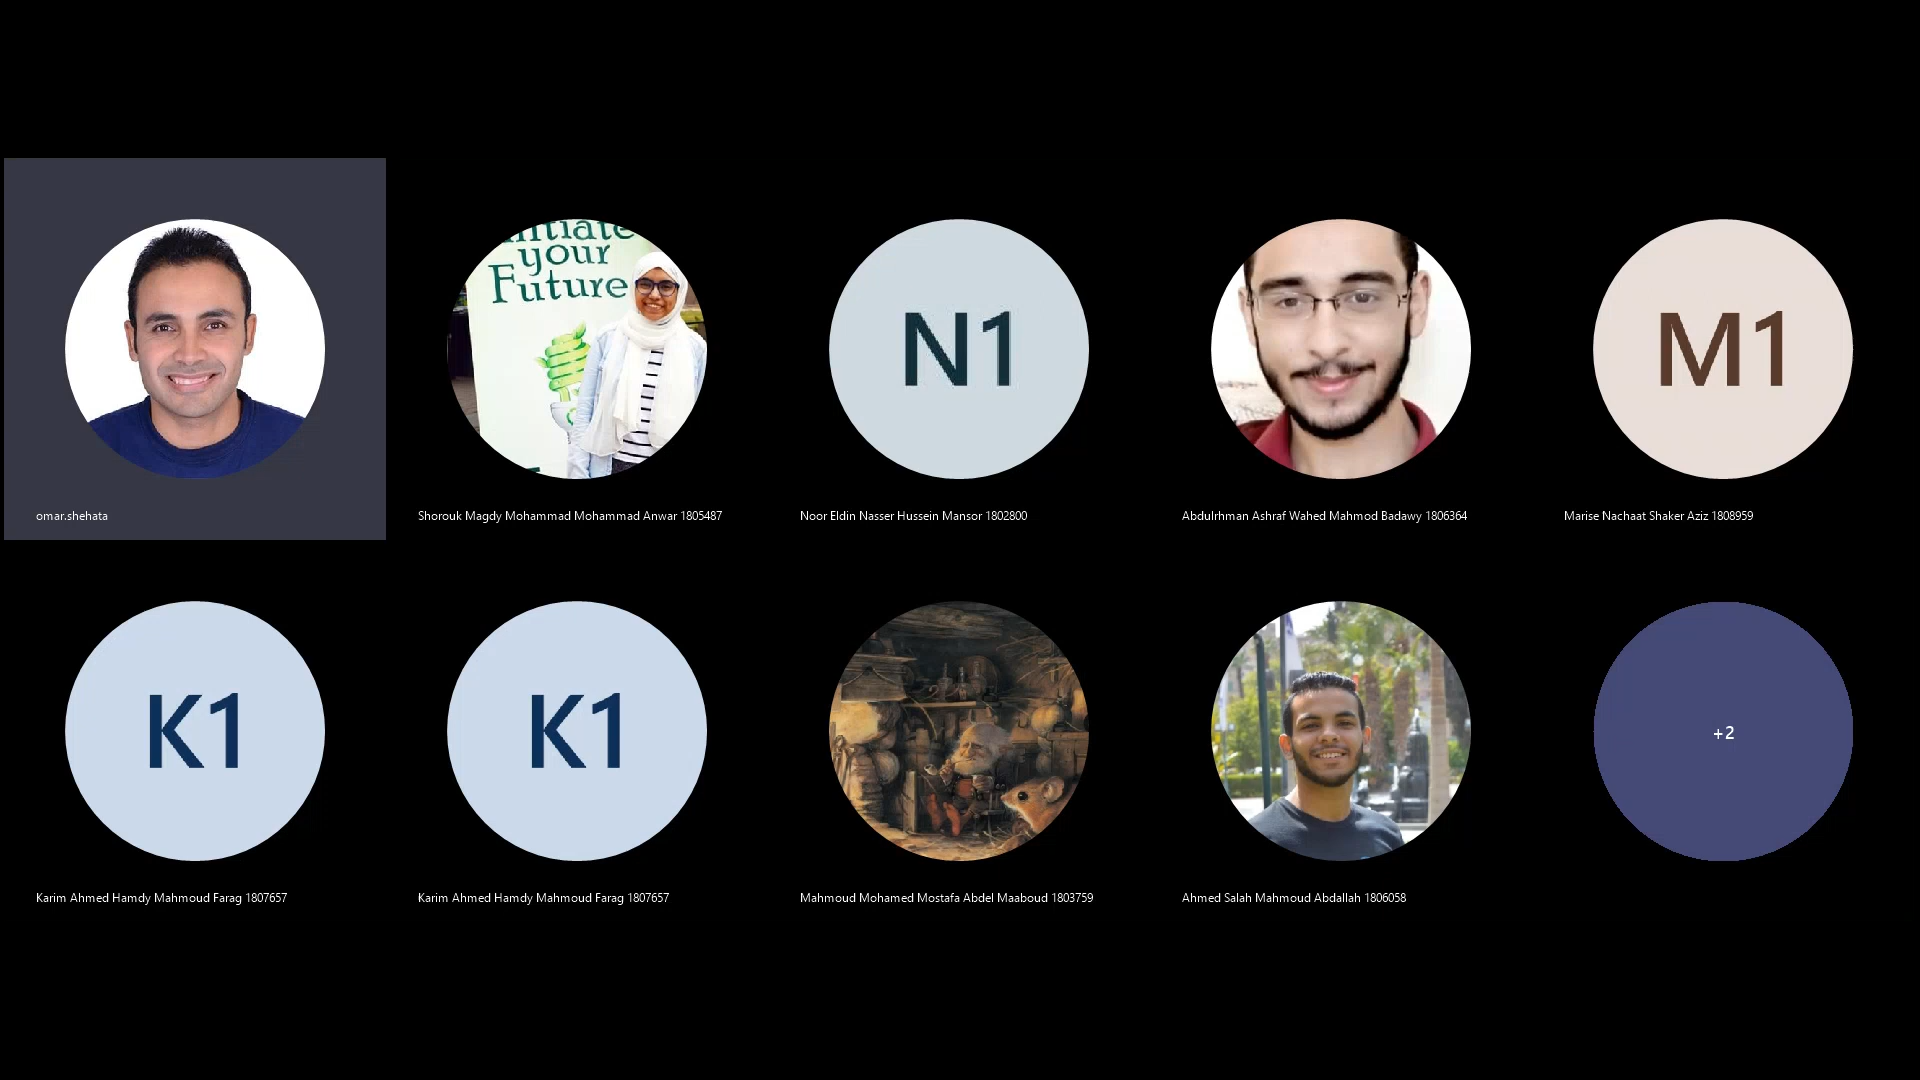 Initiate
your
Future
N1
M1
omar.shehata
Shorouk Magdy Mohammad Mohammad Anwar 1805487
Noor Eldin Nasser Hussein Mansor 1802800
Abdulrhman Ashraf Wahed Mahmod Badawy 1806364
Marise Nachaat Shaker Aziz 1808959
K1
K1
+2
Karim Ahmed Hamdy Mahmoud Farag 1807657
Karim Ahmed Hamdy Mahmoud Farag 1807657
Mahmoud Mohamed Mostafa Abdel Maaboud 1803759
Ahmed Salah Mahmoud Abdallah 1806058